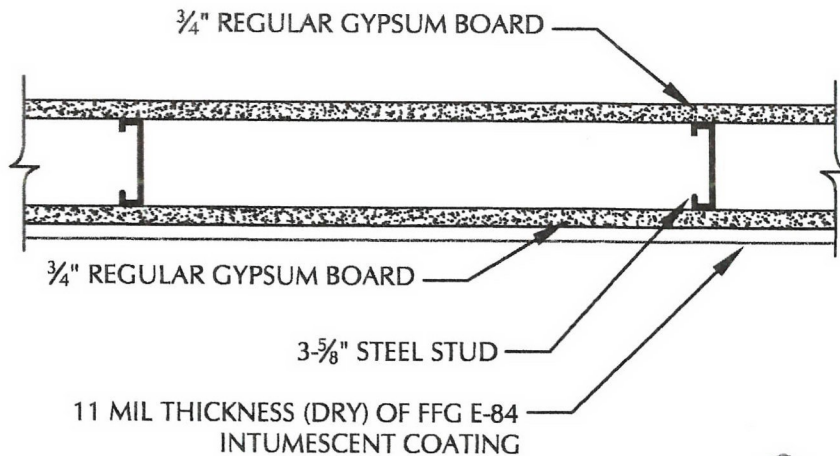 ¾" REGULAR GYPSUM BOARD
¾" REGULAR GYPSUM BOARD
3-⅝" STEEL STUD
11 MIL THICKNESS (DRY) OF FFG E-84
INTUMESCENT COATING